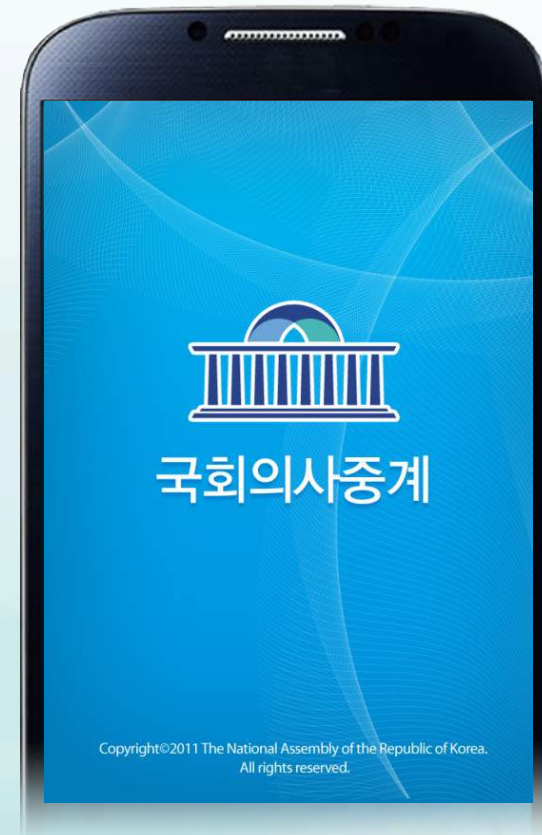 국회의사중계
Copyright©2011 The National Assembly of the Republic of Korea.
All rights reserved.